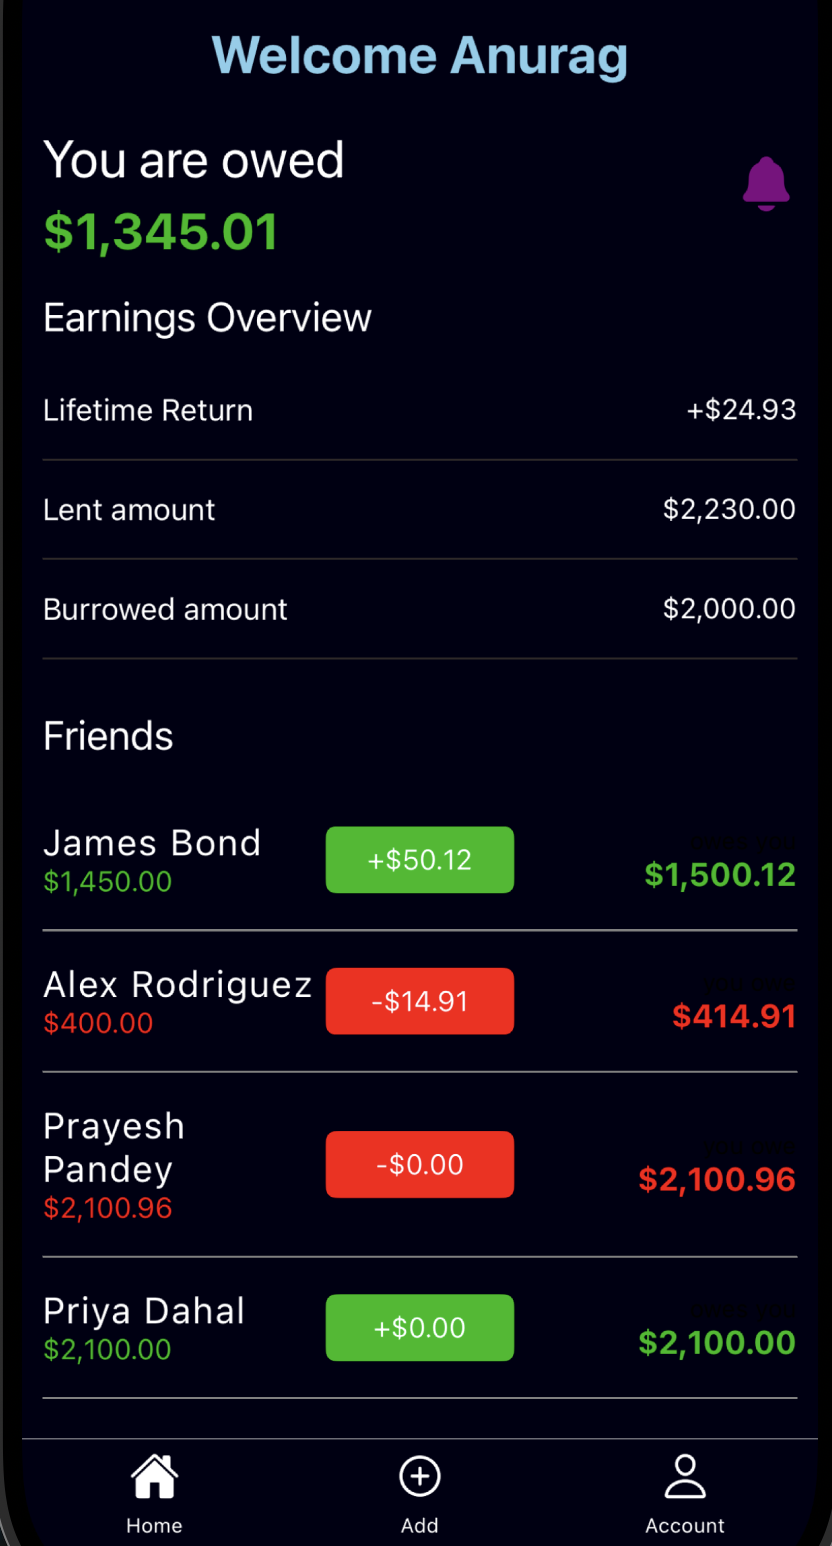 Welcome Anurag
You are owed
$1,345.01
Earnings Overview
Lifetime Return +$24.93
Lent amount $2,230.00
Burrowed amount $2,000.00
Friends
James Bond
$1,450.00
+$50.12
$1,500.12
Alex Rodriguez
$400.00
-$14.91
$414.91
Prayesh
Pandey
$2,100.96
-$0.00
$2,100.96
Priya Dahal
$2,100.00
+$0.00
$2,100.00
Home Add Account